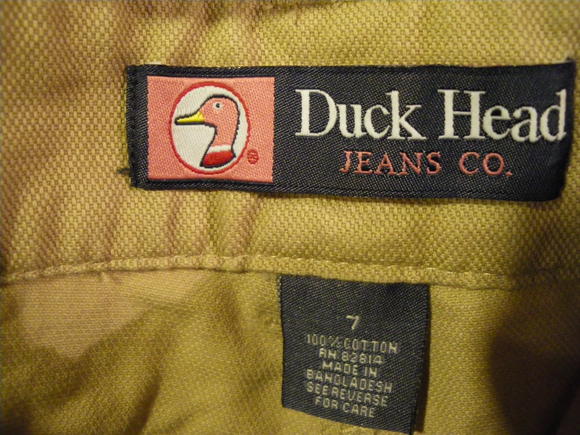 Duck Head
®
JEANS CO.
7
100% COTTON
RN 82814
MADE IN
BANGLADESH
SEE REVERSE
FOR CARE